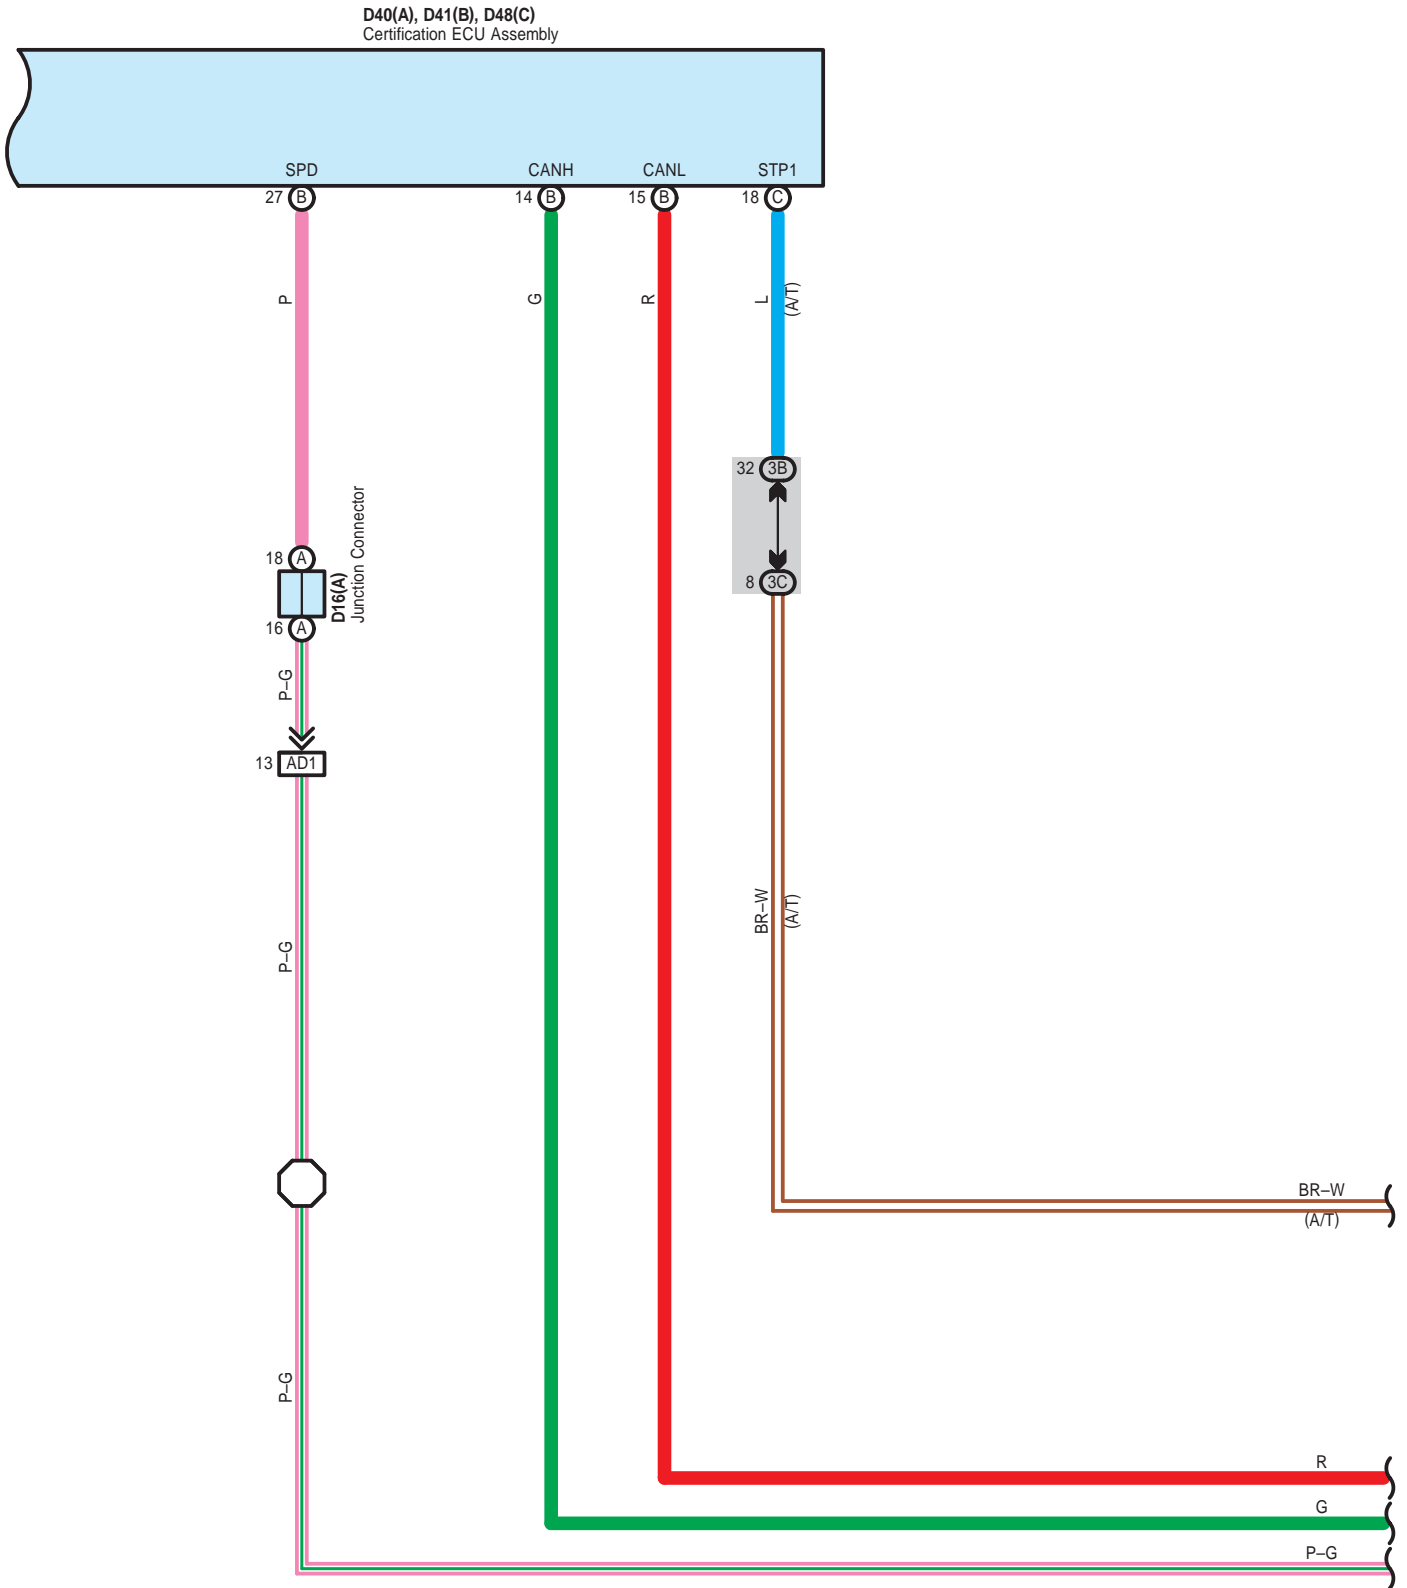 D40(A), D41(B), D48(C)
Certification ECU Assembly
SPD
CANH
CANL
STP1
27 B
14 B
15 B
18 C
P
G
R
L
(A/T)
32 3B
8 3C
18 A
D16(A)
Junction Connector
16 A
P–G
13 AD1
BR–W
(A/T)
P–G
BR–W
(A/T)
P–G
R
G
P–G